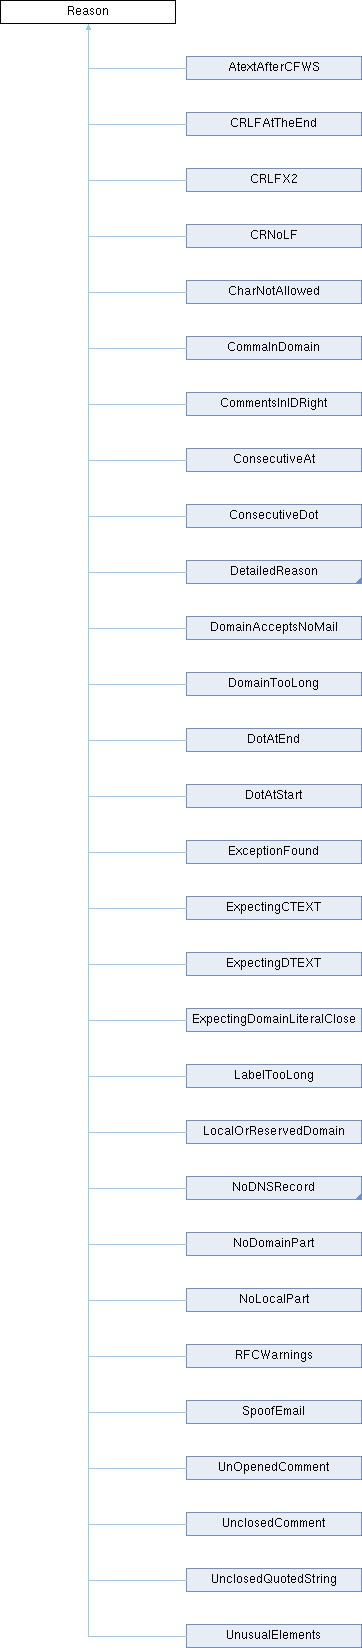 Reason
AtextAfterCFWS
CRLFAtTheEnd
CRLFX2
CRNoLF
CharNotAllowed
CommaInDomain
CommentsInIDRight
ConsecutiveAt
ConsecutiveDot
DetailedReason
DomainAcceptsNoMail
DomainTooLong
DotAtEnd
DotAtStart
ExceptionFound
ExpectingCTEXT
ExpectingDTEXT
ExpectingDomainLiteralClose
LabelTooLong
LocalOrReservedDomain
NoDNSRecord
NoDomainPart
NoLocalPart
RFCWarnings
SpoofEmail
UnOpenedComment
UnclosedComment
UnclosedQuotedString
UnusualElements